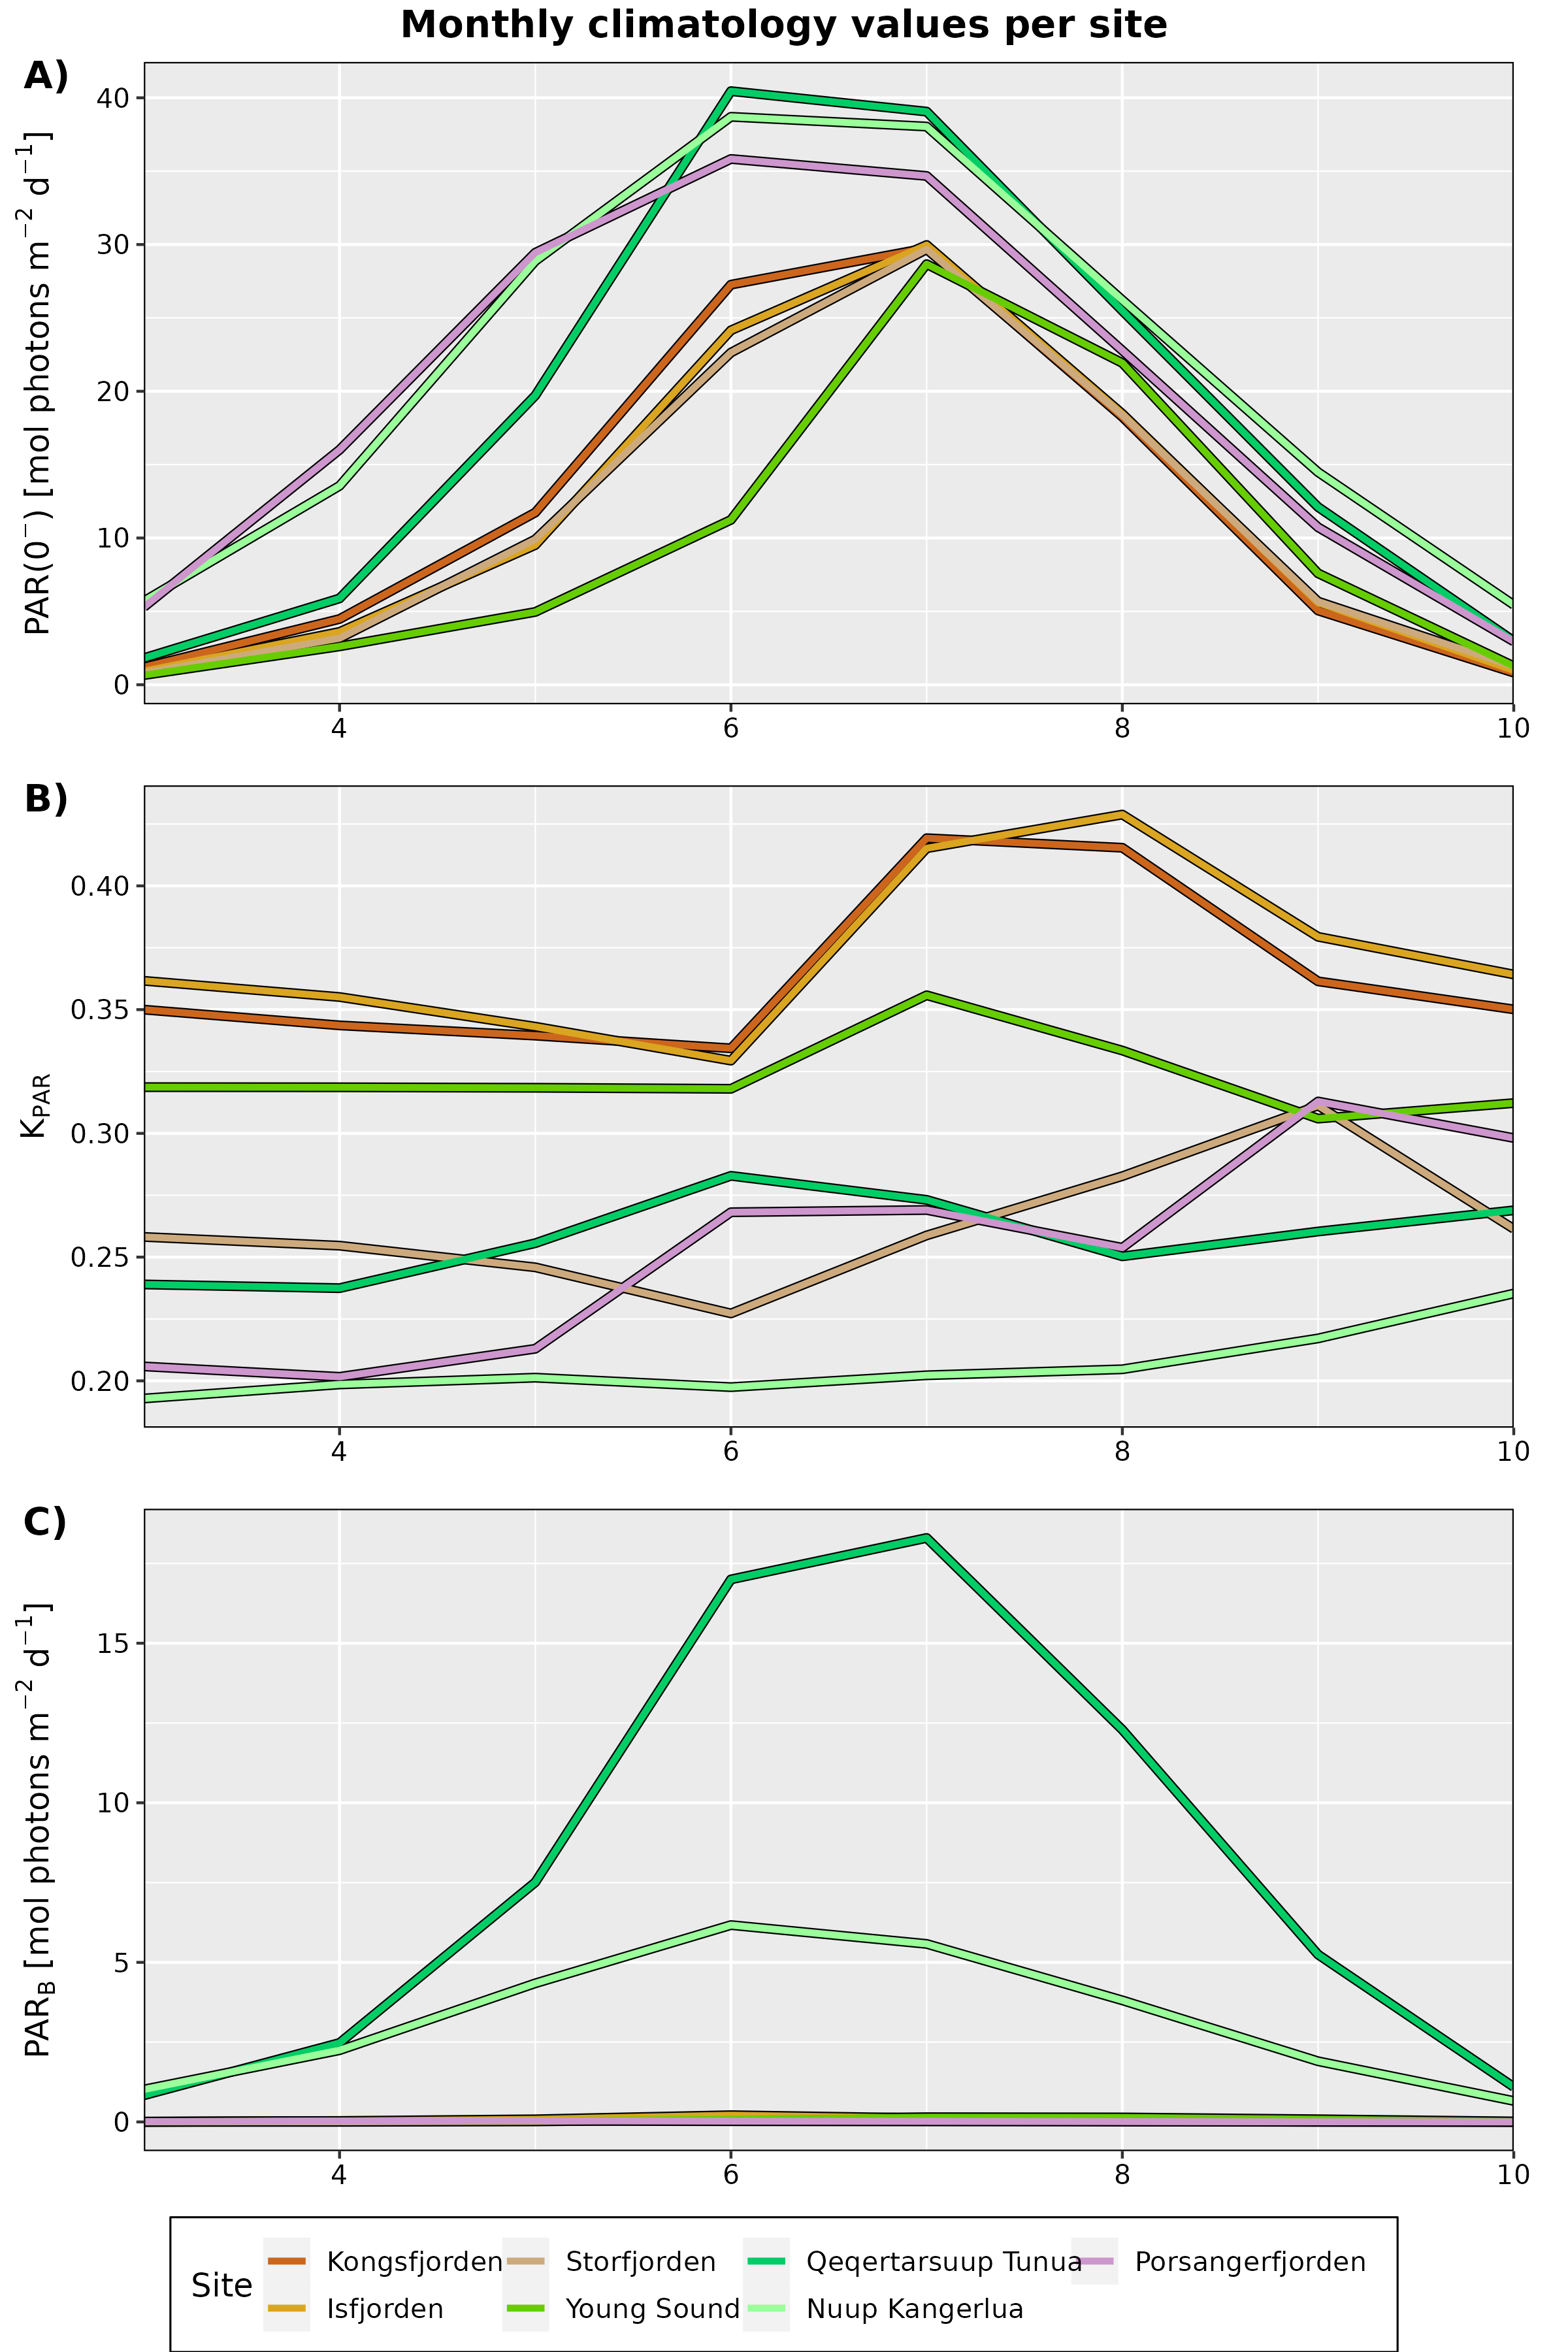 Monthly climatology values per site
A)
PAR(0⁻) [mol photons m⁻² d⁻¹]
40
30
20
10
0
4 6 8 10
B)
K_PAR
0.40
0.35
0.30
0.25
0.20
4 6 8 10
C)
PAR_B [mol photons m⁻² d⁻¹]
15
10
5
0
4 6 8 10
Site
Kongsfjorden Storfjorden Qeqertarsuup Tunua Porsangerfjorden
Isfjorden Young Sound Nuup Kangerlua